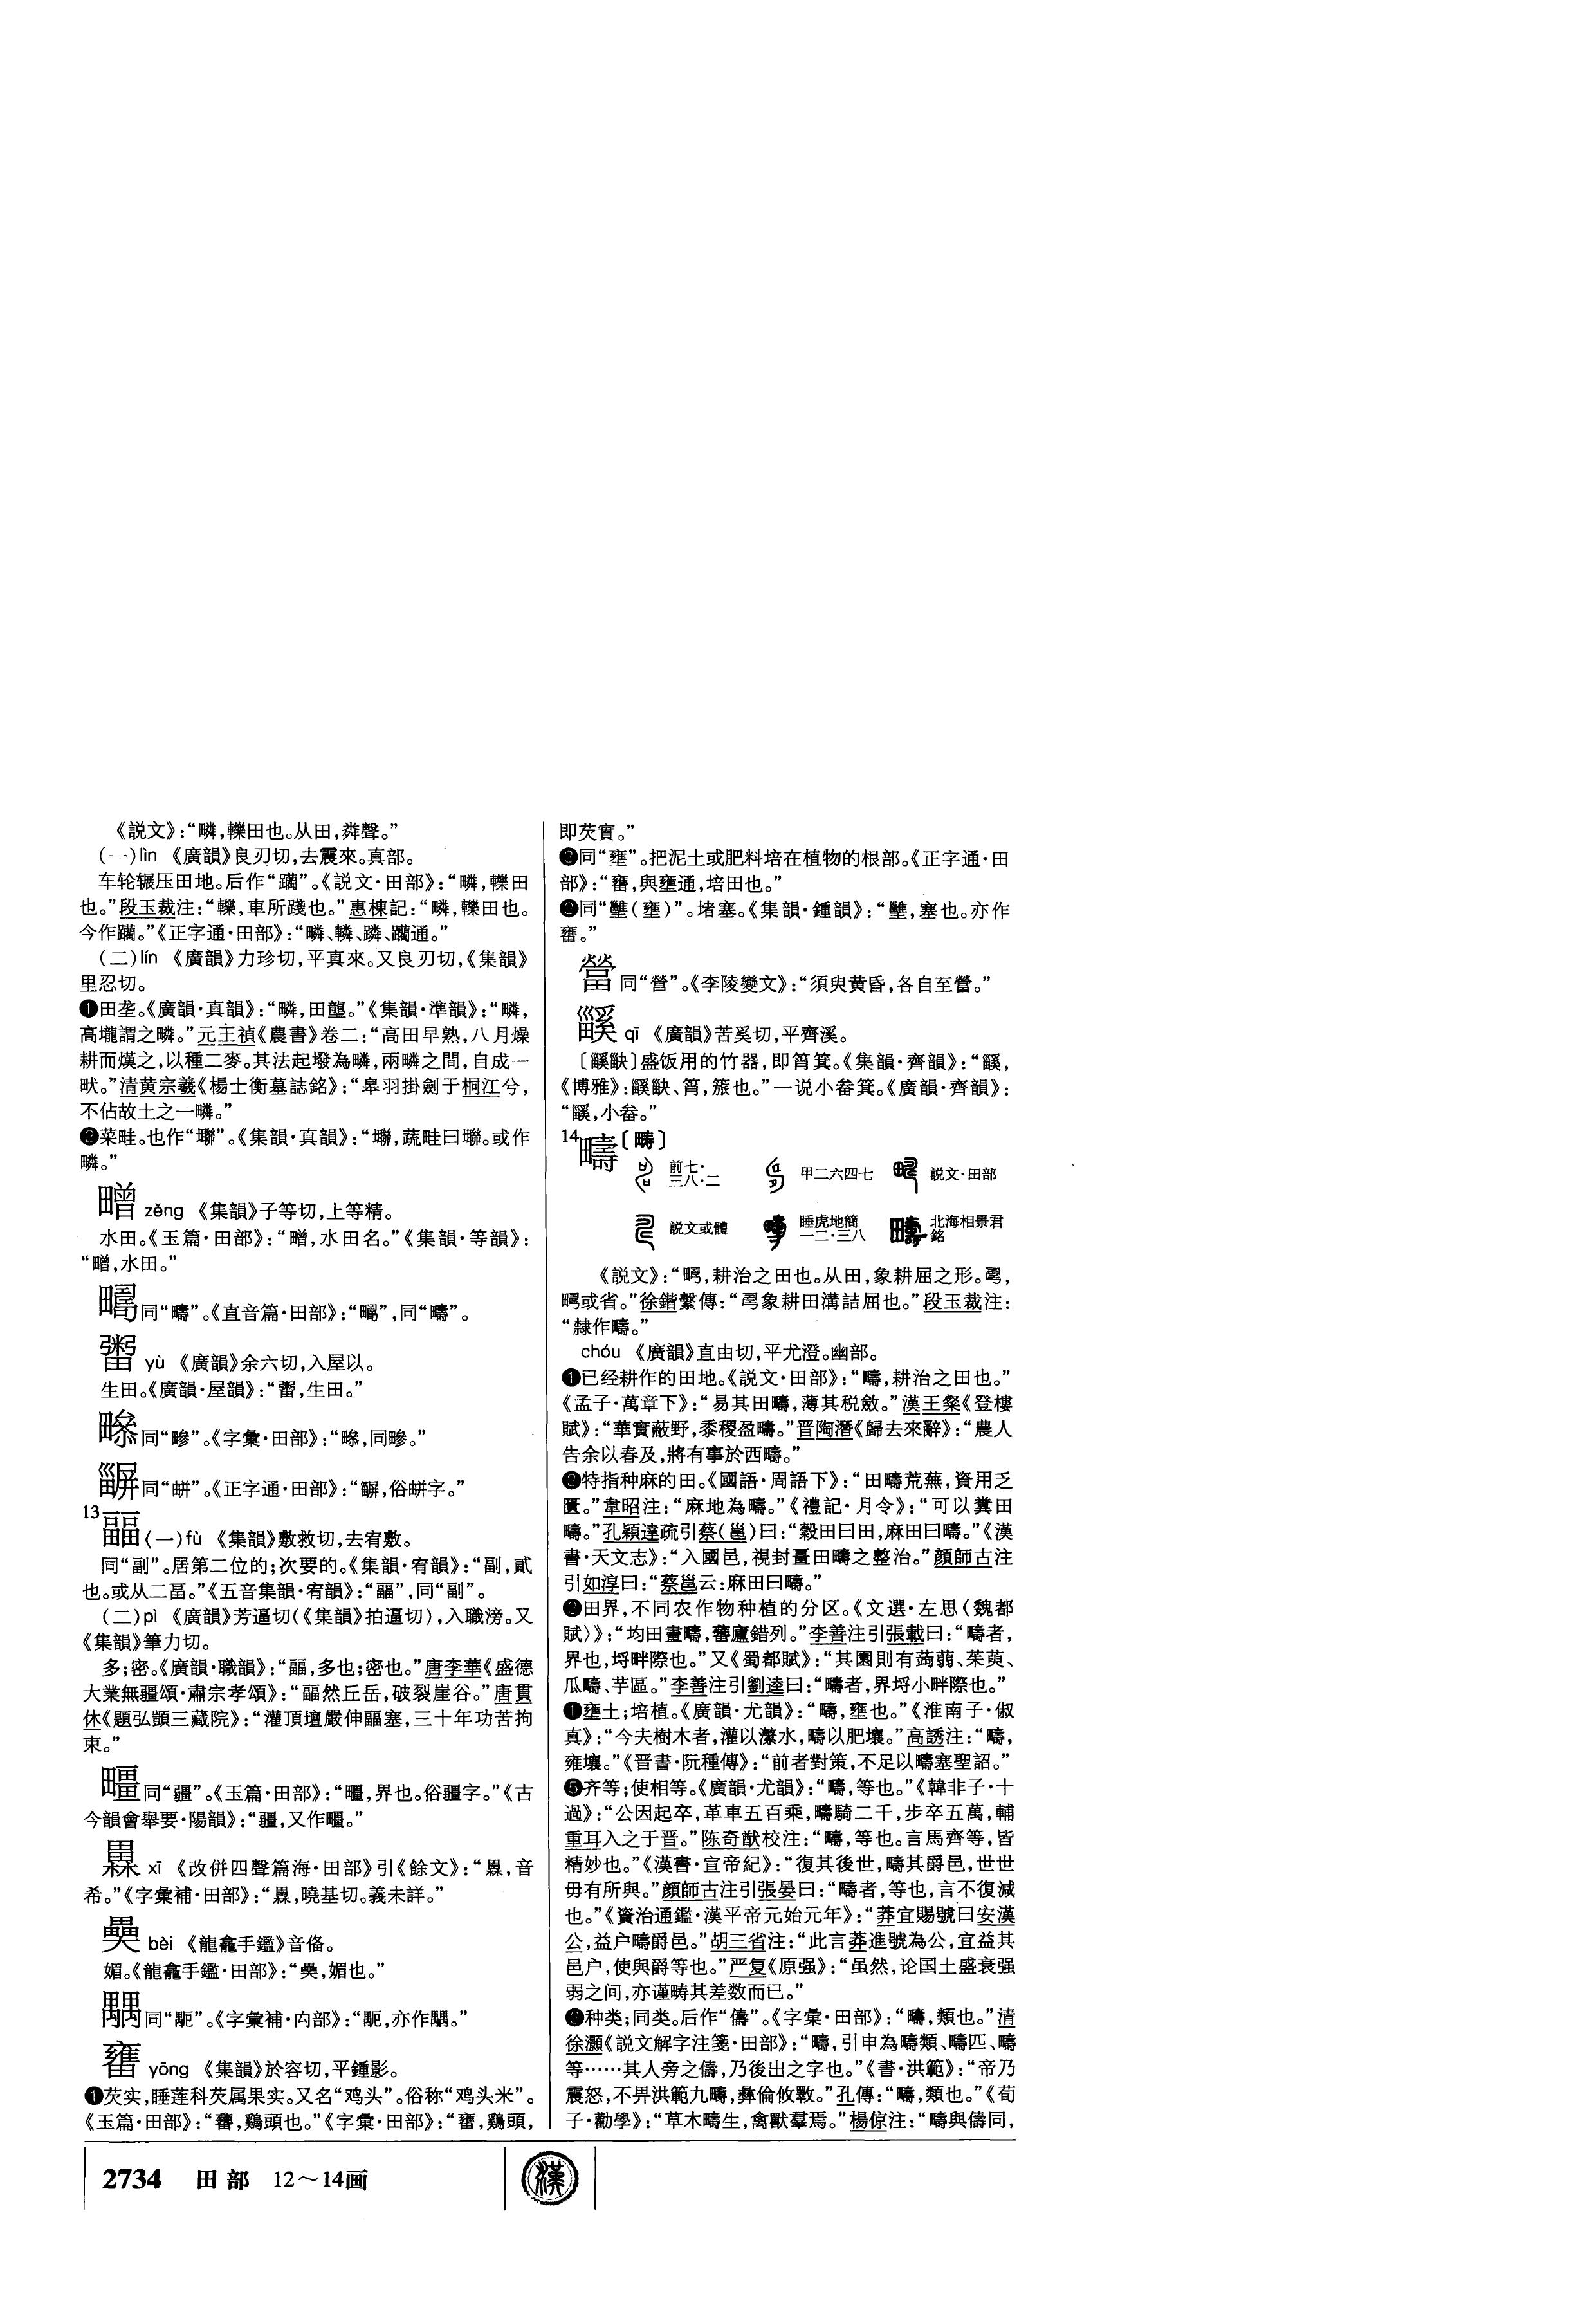 《説文》：“疄，轢田也。从田，粦聲。”
（一）lìn 《廣韻》良刃切，去震來。真部。
车轮辗压田地。后作“躪”。《説文·田部》：“疄，轢田
也。”段玉裁注：“轢，車所踐也。”惠棟記：“疄，轢田也。
今作躪。”《正字通·田部》：“疄、轔、蹸、躪通。”
（二）lín 《廣韻》力珍切，平真來。又良刃切，《集韻》
里忍切。
❶田垄。《廣韻·真韻》：“疄，田壟。”《集韻·準韻》：“疄，
高壠謂之疄。”元王禎《農書》卷二：“高田早熟，八月燥
耕而熯之，以種二麥。其法起墢為疄，兩疄之間，自成一
畎。”清黄宗羲《楊士衡墓誌銘》：“皋羽掛劍于桐江兮，
不佔故土之一疄。”
❷菜畦。也作“㽨”。《集韻·真韻》：“，蔬畦曰。或作
疄。”
䁬 zěng 《集韻》子等切，上等精。
水田。《玉篇·田部》：“，水田名。”《集韻·等韻》：
“，水田。”
同“疇”。《直音篇·田部》：“”，同“疇”。
yù 《廣韻》余六切，入屋以。
生田。《廣韻·屋韻》：“，生田。”
同“㽩”。《字彙·田部》：“，同㽩。”
同“缾”。《正字通·田部》：“，俗缾字。”
13
疈（一）fù 《集韻》敷救切，去宥敷。
同“副”。居第二位的；次要的。《集韻·宥韻》：“副，貳
也。或从二畐。”《五音集韻·宥韻》：“疈”，同“副”。
（二）pì 《廣韻》芳逼切（《集韻》拍逼切），入職滂。又
《集韻》筆力切。
多；密。《廣韻·職韻》：“疈，多也；密也。”唐李華《盛德
大業無疆頌·肅宗孝頌》：“疈然丘岳，破裂崖谷。”唐貫
休《題弘顗三藏院》：“灌頂壇嚴伸疈塞，三十年功苦拘
束。”
疅同“疆”。《玉篇·田部》：“疅，界也。俗疆字。”《古
今韻會舉要·陽韻》：“疆，又作疅。”
xī 《改併四聲篇海·田部》引《餘文》：“，音
希。”《字彙補·田部》：“，曉基切。義未詳。”
bèi 《龍龕手鑑》音俻。
媚。《龍龕手鑑·田部》：“，媚也。”
同“”。《字彙補·禸部》：“，亦作。”
yōng 《集韻》於容切，平鍾影。
❶芡实，睡莲科芡属果实。又名“鸡头”。俗称“鸡头米”。
《玉篇·田部》：“，鷄頭也。”《字彙·田部》：“，鷄頭，
即芡實。”
❷同“壅”。把泥土或肥料培在植物的根部。《正字通·田
部》：“，與壅通，培田也。”
❸同“（壅）”。堵塞。《集韻·鍾韻》：“，塞也。亦作
。”
同“營”。《李陵變文》：“須臾黄昏，各自至。”
qī 《廣韻》苦奚切，平齊溪。
〔〕盛饭用的竹器，即筲箕。《集韻·齊韻》：“，
《博雅》：、筲，䉛也。”一说小畚箕。《廣韻·齊韻》：
“，小畚。”
14
疇〔畴〕
前七·三八·二 甲二六四七 説文·田部
説文或體 睡虎地簡一二·三八 北海相景君銘
《説文》：“，耕治之田也。从田，象耕屈之形。，
或省。”徐鍇繫傳：“象耕田溝詰屈也。”段玉裁注：
“隸作疇。”
chóu 《廣韻》直由切，平尤澄。幽部。
❶已经耕作的田地。《説文·田部》：“疇，耕治之田也。”
《孟子·萬章下》：“易其田疇，薄其税斂。”漢王粲《登樓
賦》：“華實蔽野，黍稷盈疇。”晋陶潛《歸去來辭》：“農人
告余以春及，將有事於西疇。”
❷特指种麻的田。《國語·周語下》：“田疇荒蕪，資用乏
匱。”韋昭注：“麻地為疇。”《禮記·月令》：“可以糞田
疇。”孔穎達疏引蔡（邕）曰：“穀田曰田，麻田曰疇。”《漢
書·天文志》：“入國邑，視封畺田疇之整治。”顔師古注
引如淳曰：“蔡邕云：麻田曰疇。”
❸田界，不同农作物种植的分区。《文選·左思〈魏都
賦〉》：“均田畫疇，蕃廬錯列。”李善注引張載曰：“疇者，
界也，埒畔際也。”又《蜀都賦》：“其園則有蒟蒻、茱萸、
瓜疇、芋區。”李善注引劉逵曰：“疇者，界埒小畔際也。”
❹壅土；培植。《廣韻·尤韻》：“疇，壅也。”《淮南子·俶
真》：“今夫樹木者，灌以瀿水，疇以肥壤。”高誘注：“疇，
雍壤。”《晋書·阮種傳》：“前者對策，不足以疇塞聖詔。”
❺齐等；使相等。《廣韻·尤韻》：“疇，等也。”《韓非子·十
過》：“公因起卒，革車五百乘，疇騎二千，步卒五萬，輔
重耳入之于晋。”陈奇猷校注：“疇，等也。言馬齊等，皆
精妙也。”《漢書·宣帝紀》：“復其後世，疇其爵邑，世世
毋有所與。”顔師古注引張晏曰：“疇者，等也，言不復減
也。”《資治通鑑·漢平帝元始元年》：“莽宜賜號曰安漢
公，益户疇爵邑。”胡三省注：“此言莽進號為公，宜益其
邑户，使與爵等也。”严复《原强》：“虽然，论国土盛衰强
弱之间，亦谨畴其差数而已。”
❻种类；同类。后作“儔”。《字彙·田部》：“疇，類也。”清
徐灝《説文解字注箋·田部》：“疇，引申為疇類、疇匹、疇
等……其人旁之儔，乃後出之字也。”《書·洪範》：“帝乃
震怒，不畀洪範九疇，彝倫攸斁。”孔傳：“疇，類也。”《荀
子·勸學》：“草木疇生，禽獸羣焉。”楊倞注：“疇與儔同，
2734 田部 12～14画
漢